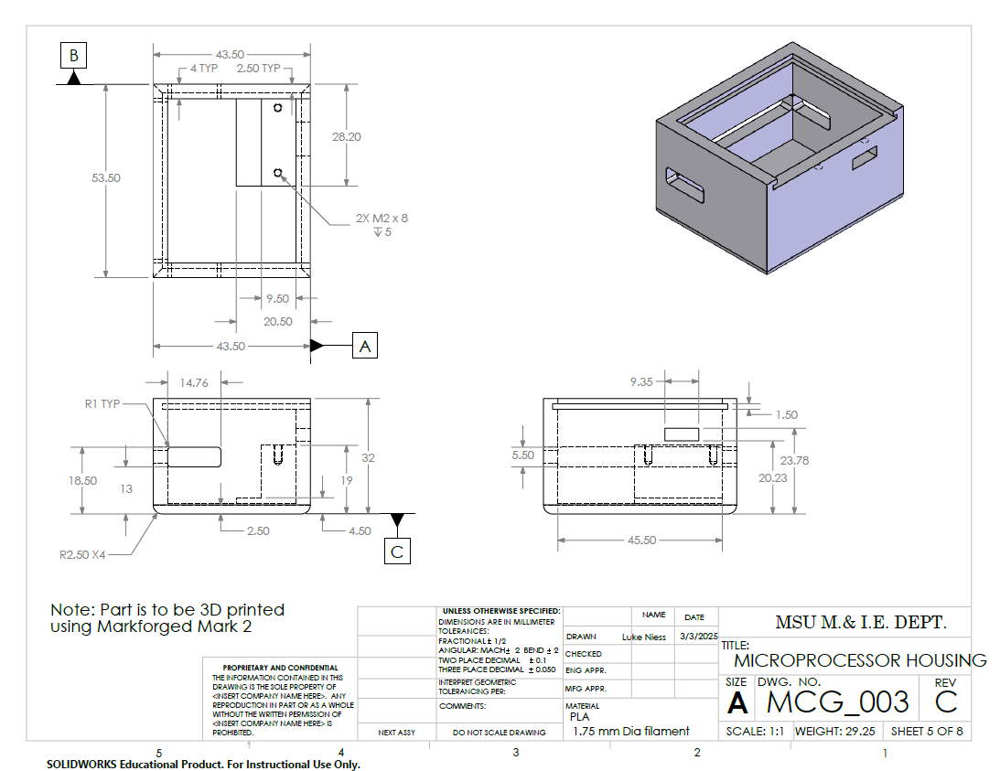 B
43.50
4 TYP
2.50 TYP
53.50
28.20
2X M2 x 8
↧ 5
9.50
20.50
43.50
A
14.76
R1 TYP
18.50
13
32
19
2.50
4.50
R2.50 X4
C
9.35
1.50
5.50
23.78
20.23
45.50
Note: Part is to be 3D printed
using Markforged Mark 2
PROPRIETARY AND CONFIDENTIAL
THE INFORMATION CONTAINED IN THIS
DRAWING IS THE SOLE PROPERTY OF
<INSERT COMPANY NAME HERE>. ANY
REPRODUCTION IN PART OR AS A WHOLE
WITHOUT THE WRITTEN PERMISSION OF
<INSERT COMPANY NAME HERE> IS
PROHIBITED.
NEXT ASSY
UNLESS OTHERWISE SPECIFIED:
DIMENSIONS ARE IN MILLIMETER
TOLERANCES:
FRACTIONAL± 1/2
ANGULAR: MACH± 2 BEND ± 2
TWO PLACE DECIMAL ± 0.1
THREE PLACE DECIMAL ± 0.050
INTERPRET GEOMETRIC
TOLERANCING PER:
COMMENTS:
DO NOT SCALE DRAWING
NAME
DATE
DRAWN
Luke Niess
3/3/2025
CHECKED
ENG APPR.
MFG APPR.
MATERIAL
PLA
1.75 mm Dia filament
MSU M.& I.E. DEPT.
TITLE:
MICROPROCESSOR HOUSING
SIZE
A
DWG. NO.
MCG_003
REV
C
SCALE: 1:1
WEIGHT: 29.25
SHEET 5 OF 8
5
4
3
2
1
SOLIDWORKS Educational Product. For Instructional Use Only.